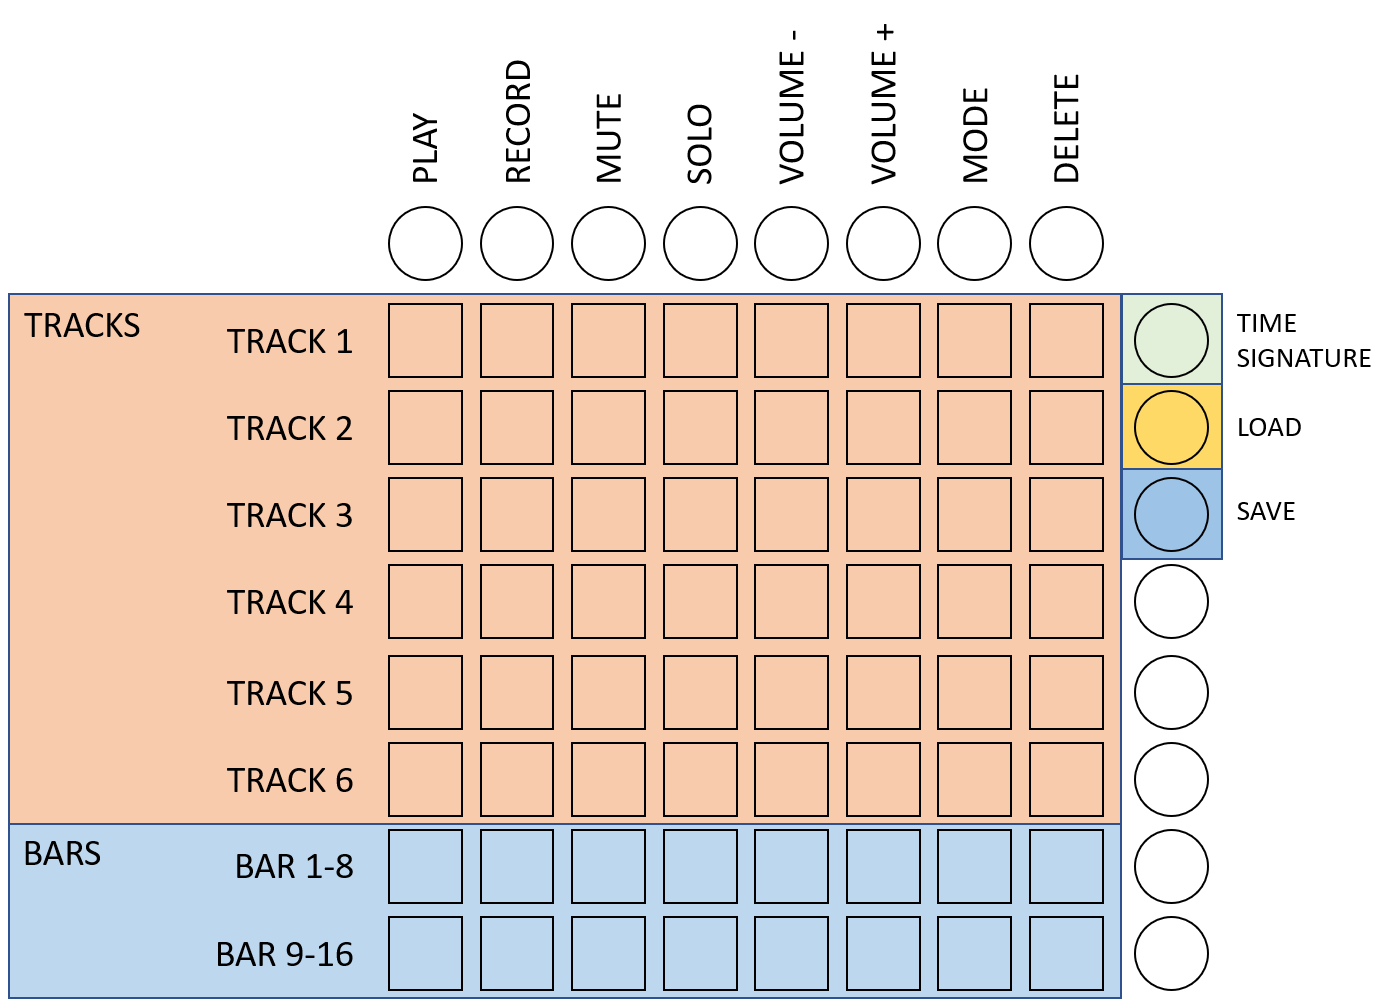 PLAY
RECORD
MUTE
SOLO
VOLUME -
VOLUME +
MODE
DELETE
TRACKS
TRACK 1
TIME
SIGNATURE
TRACK 2
LOAD
TRACK 3
SAVE
TRACK 4
TRACK 5
TRACK 6
BARS
BAR 1-8
BAR 9-16